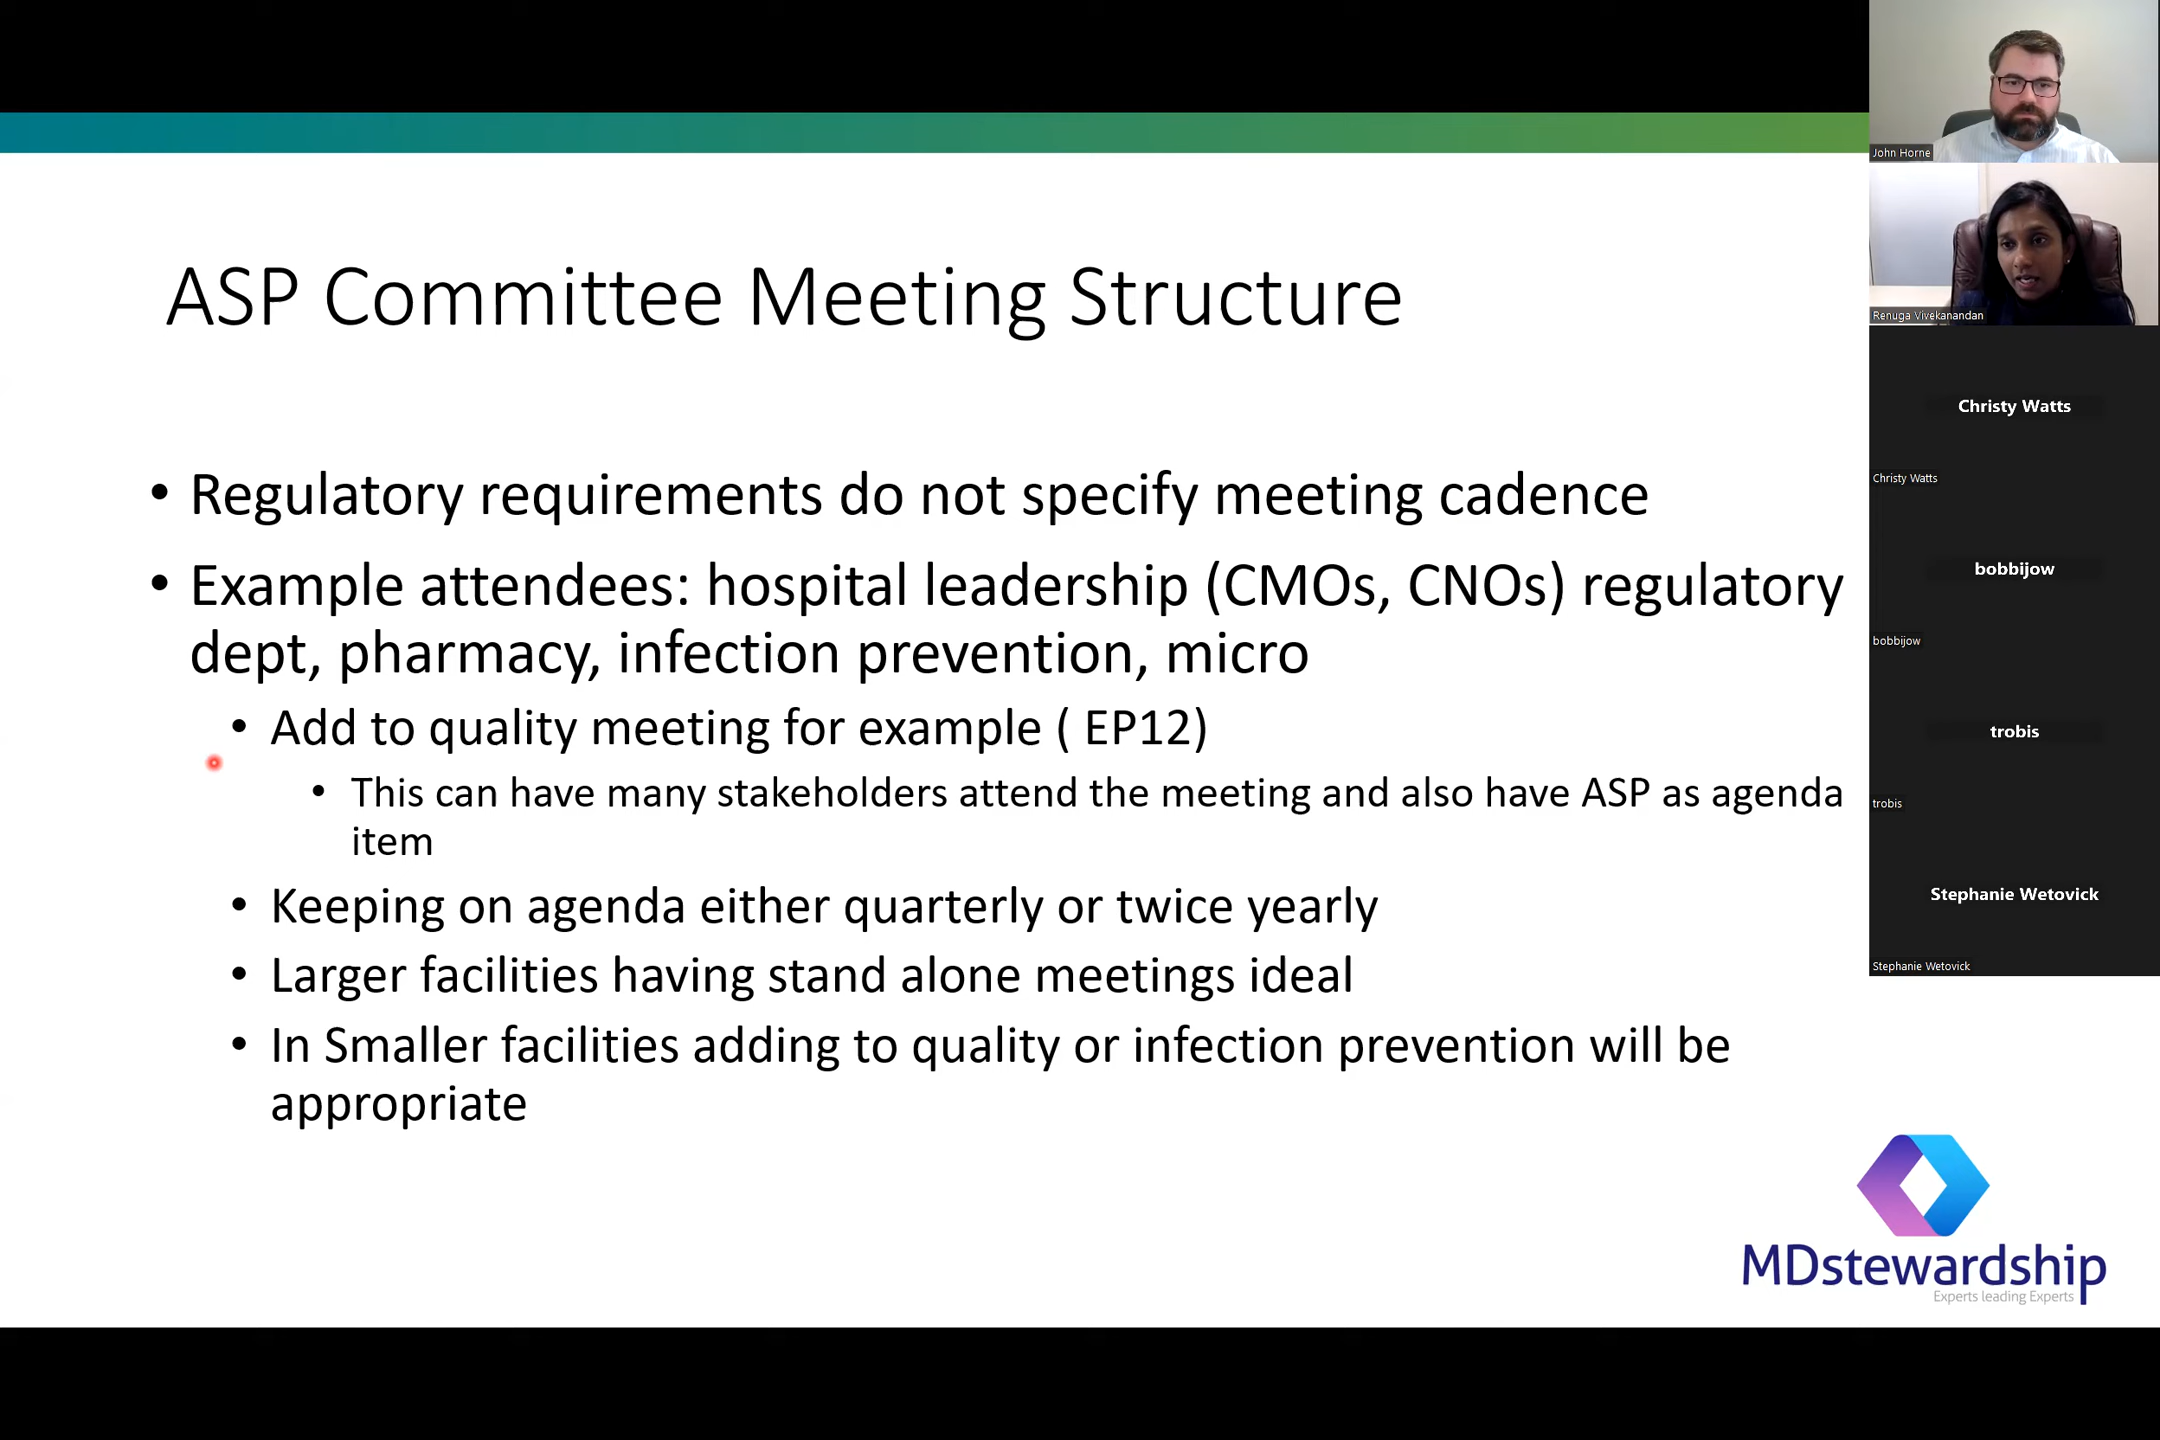 ASP Committee Meeting Structure
• Regulatory requirements do not specify meeting cadence
• Example attendees: hospital leadership (CMOs, CNOs) regulatory
dept, pharmacy, infection prevention, micro
• Add to quality meeting for example ( EP12)
• This can have many stakeholders attend the meeting and also have ASP as agenda
item
• Keeping on agenda either quarterly or twice yearly
• Larger facilities having stand alone meetings ideal
• In Smaller facilities adding to quality or infection prevention will be
appropriate
MDstewardship
Experts leading Experts
John Horne
Renuga Vivekanandan
Christy Watts
Christy Watts
bobbijow
bobbijow
trobis
trobis
Stephanie Wetovick
Stephanie Wetovick